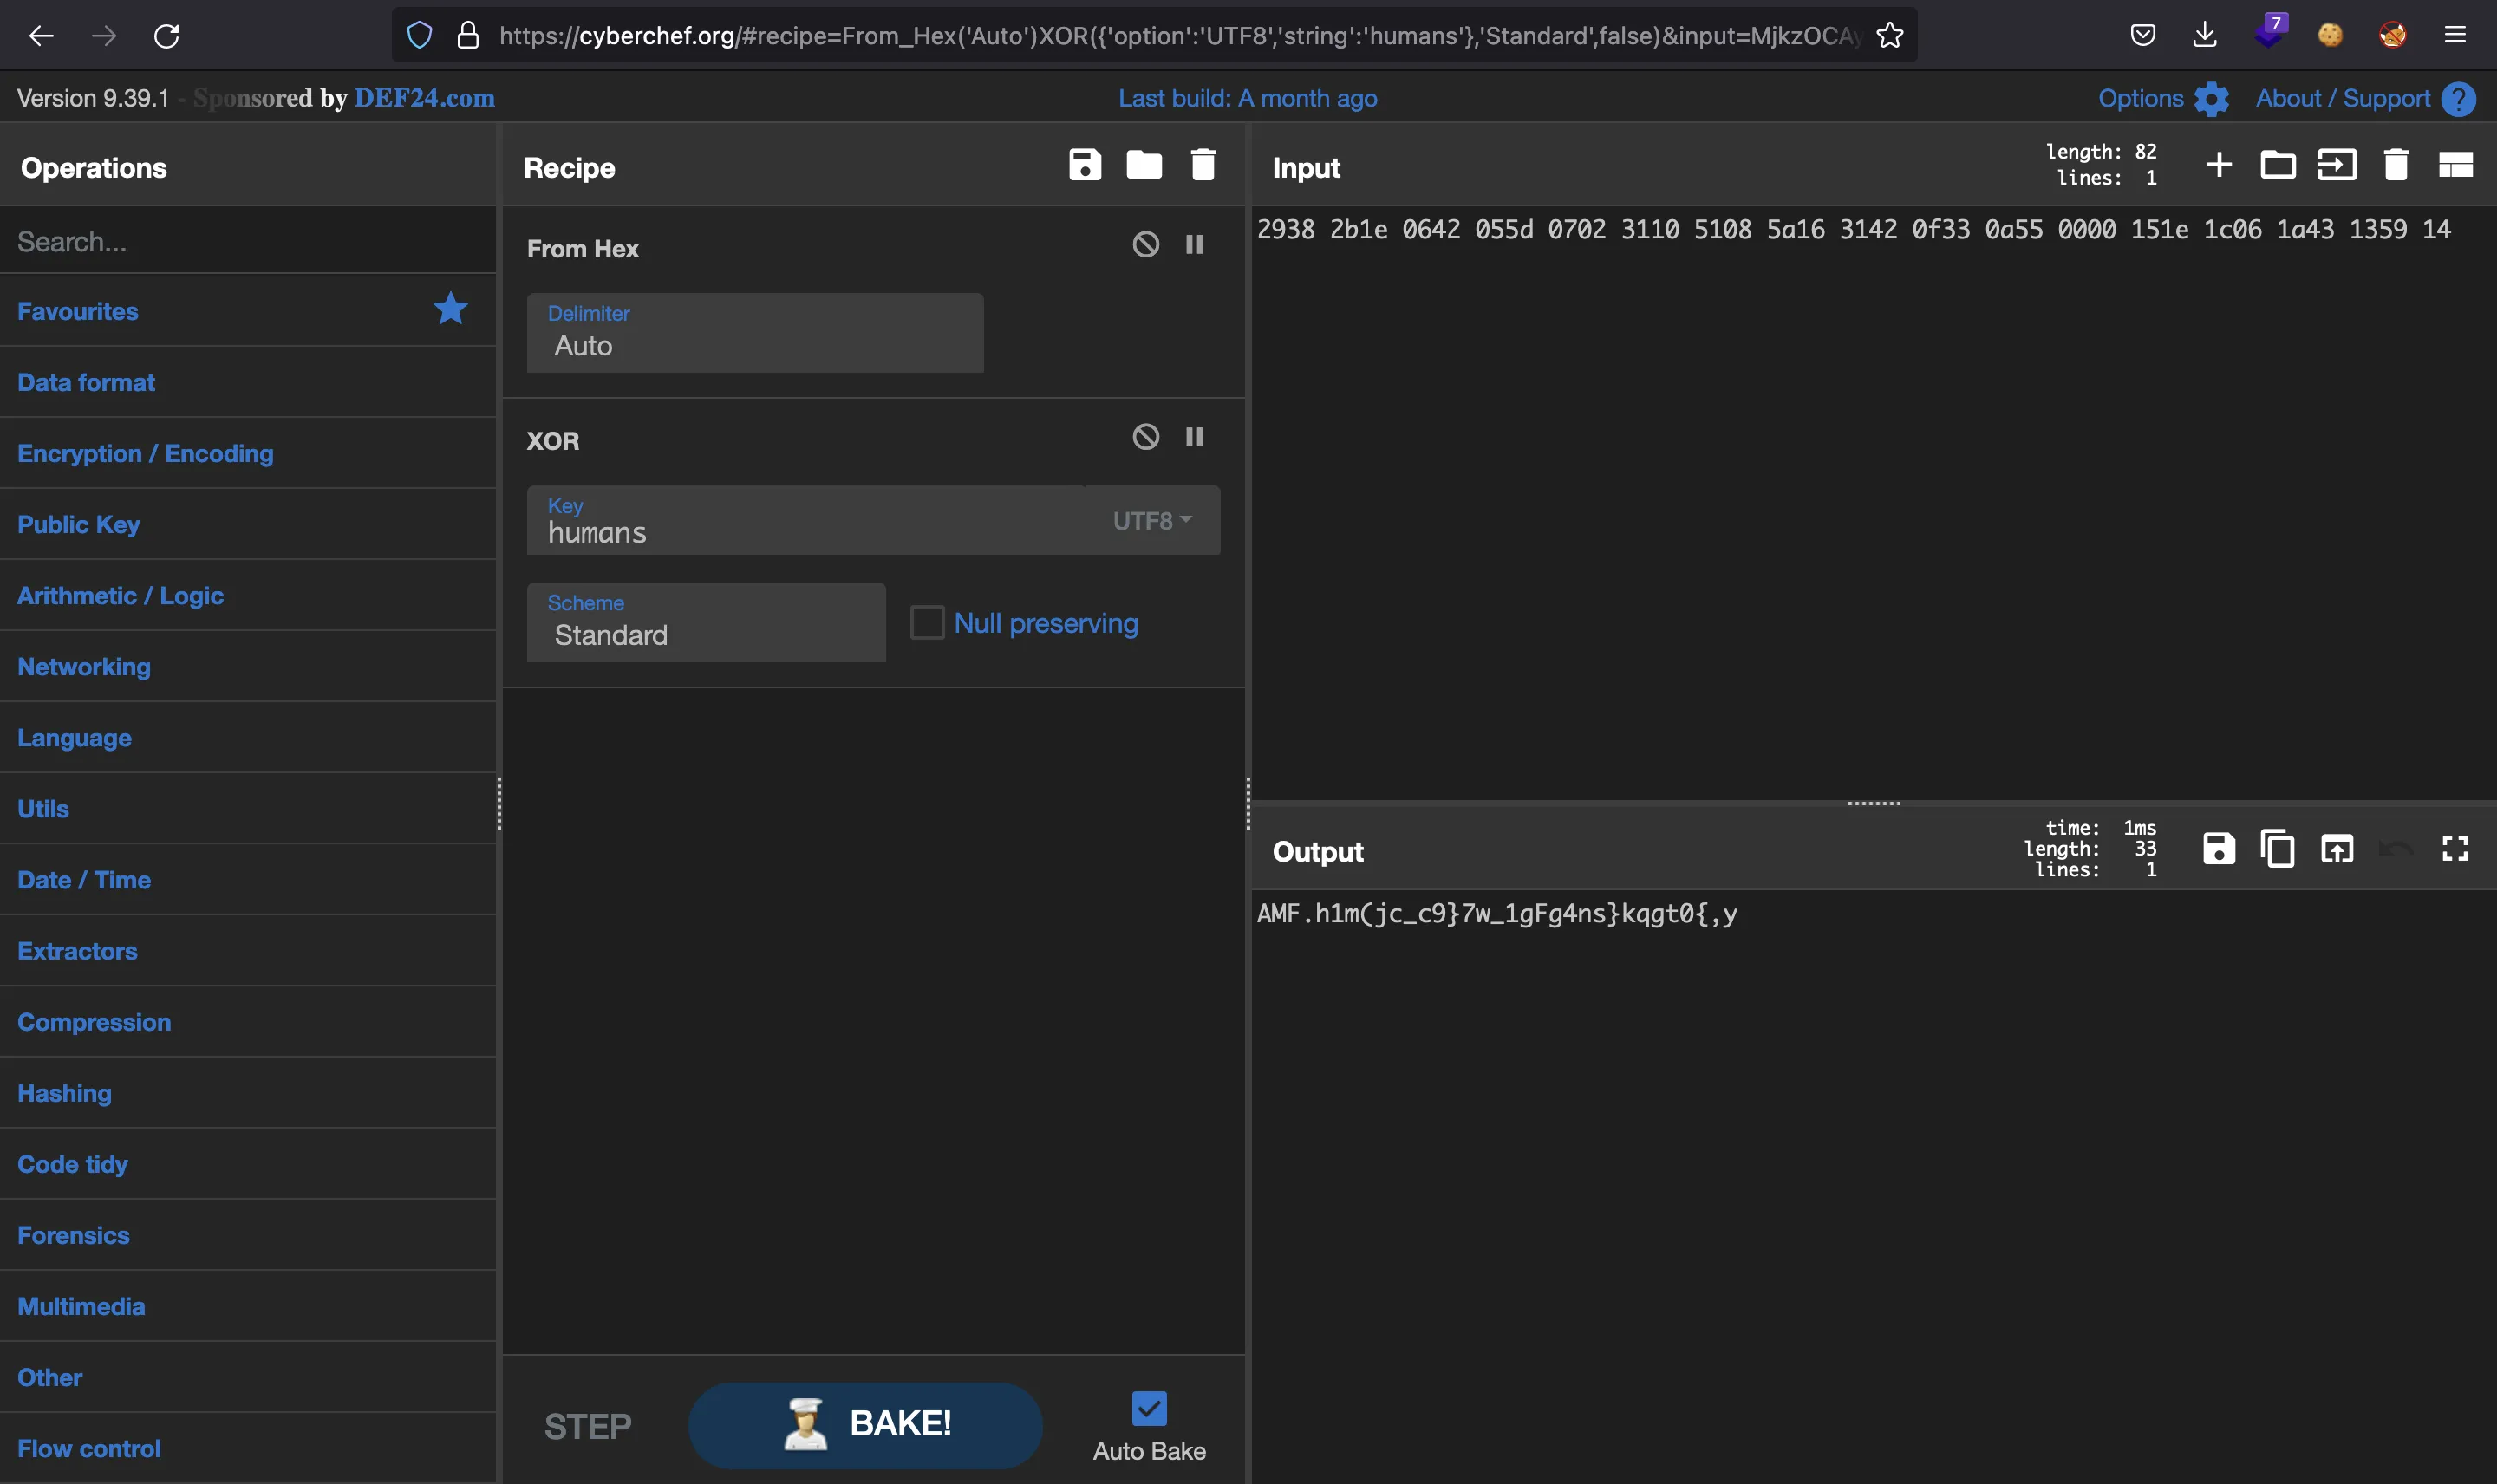 https://cyberchef.org/#recipe=From_Hex('Auto')XOR({'option':'UTF8','string':'humans'},'Standard',false)&input=MjkzOCAy
7
Version 9.39.1 - Sponsored by DEF24.com
Last build: A month ago
Options
About / Support
?
Operations
Search...
Favourites
Data format
Encryption / Encoding
Public Key
Arithmetic / Logic
Networking
Language
Utils
Date / Time
Extractors
Compression
Hashing
Code tidy
Forensics
Multimedia
Other
Flow control
Recipe
From Hex
Delimiter
Auto
XOR
Key
humans
UTF8
Scheme
Standard
Null preserving
STEP
BAKE!
Auto Bake
Input
length: 82
lines: 1
2938 2b1e 0642 055d 0702 3110 5108 5a16 3142 0f33 0a55 0000 151e 1c06 1a43 1359 14
Output
time: 1ms
length: 33
lines: 1
AMF.h1m(jc_c9}7w_1gFg4ns}kqgt0{,y